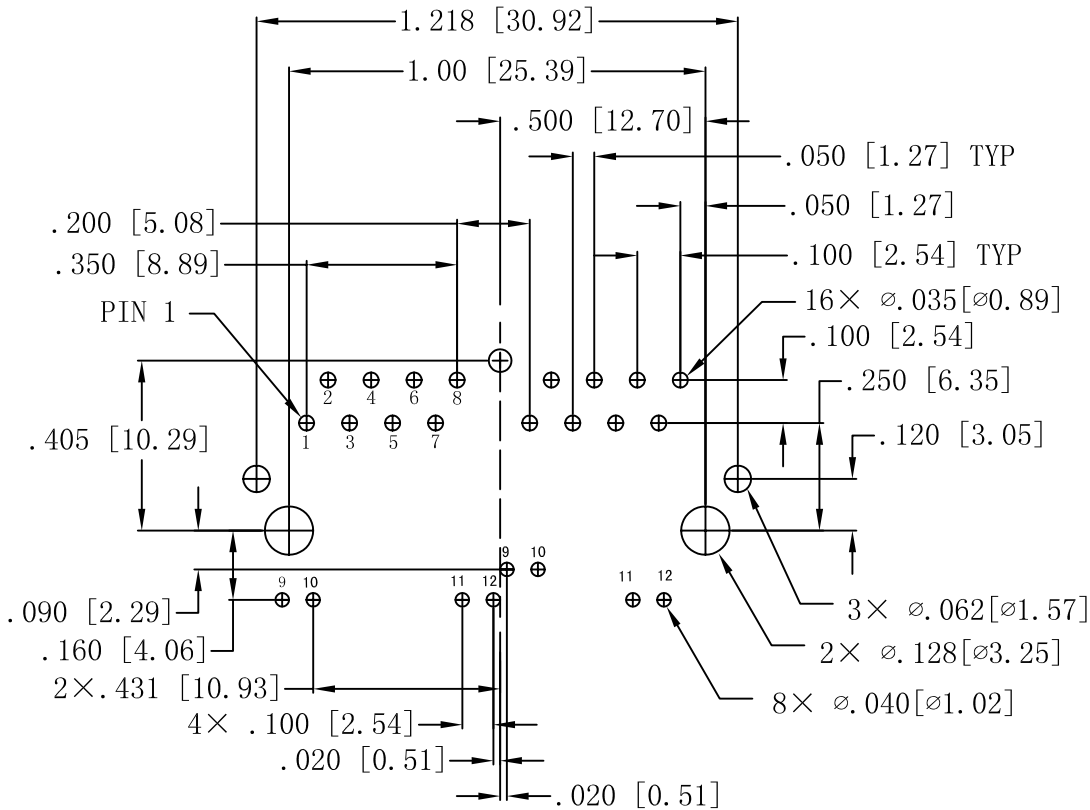 1.218 [30.92]
1.00 [25.39]
.500 [12.70]
.050 [1.27] TYP
.200 [5.08]
.050 [1.27]
.350 [8.89]
.100 [2.54] TYP
PIN 1
16× ⌀.035[⌀0.89]
.100 [2.54]
2 4 6 8
.250 [6.35]
1 3 5 7
.405 [10.29]
.120 [3.05]
9 10
9 10 11 12 11 12
.090 [2.29]
3× ⌀.062[⌀1.57]
.160 [4.06]
2× ⌀.128[⌀3.25]
2×.431 [10.93]
8× ⌀.040[⌀1.02]
4× .100 [2.54]
.020 [0.51]
.020 [0.51]